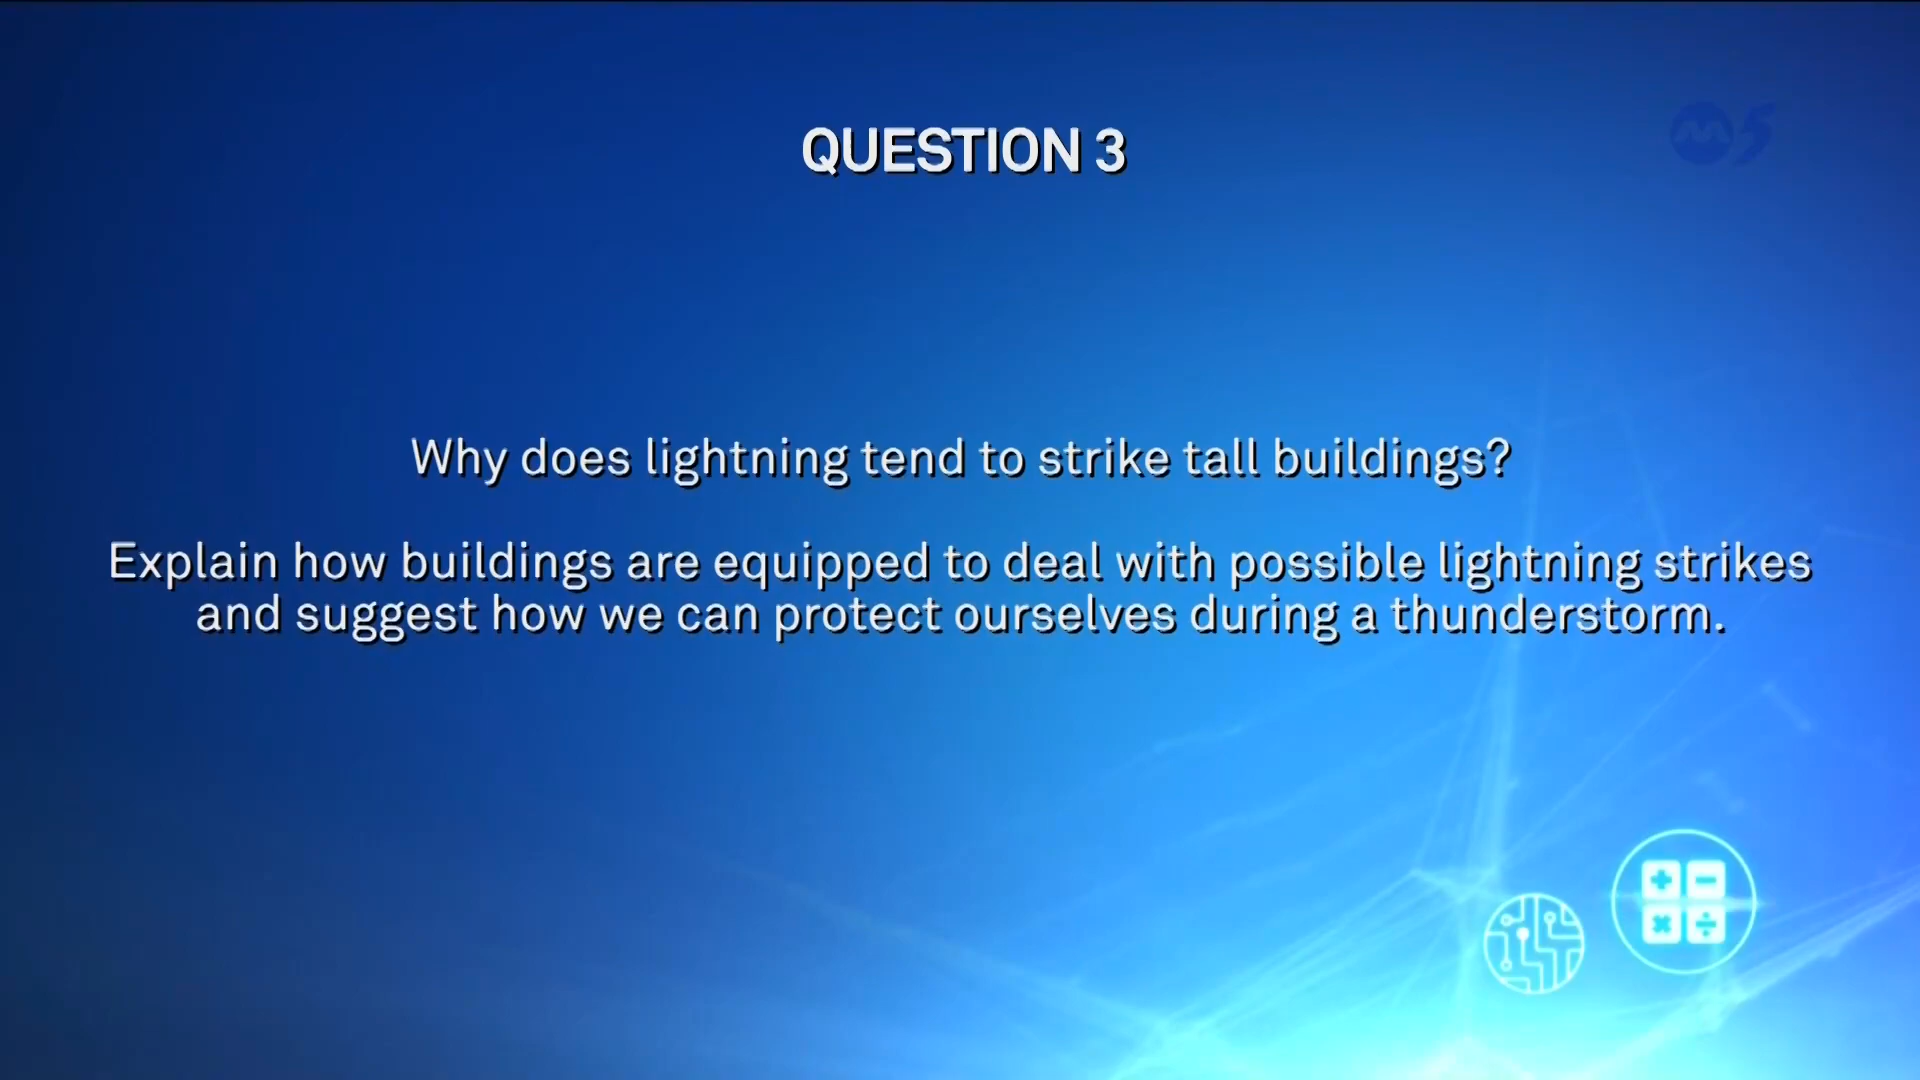 QUESTION 3
Why does lightning tend to strike tall buildings?
Explain how buildings are equipped to deal with possible lightning strikes
and suggest how we can protect ourselves during a thunderstorm.
5